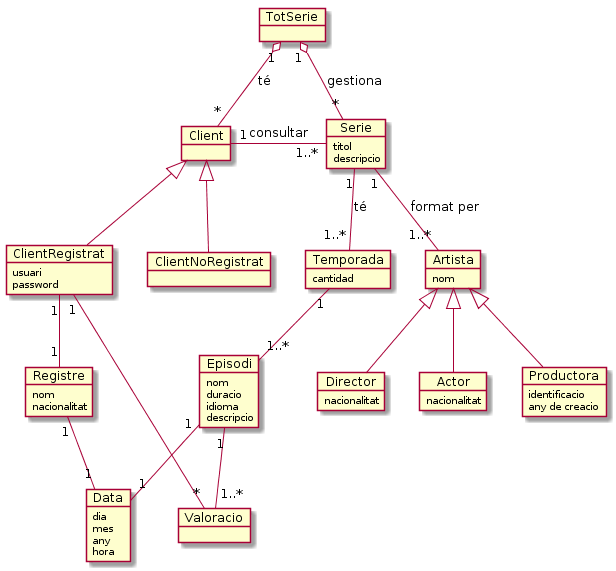 TotSerie
1 1
té gestiona
* *
Client
Serie
titol
descripcio
1 consultar 1..*
1 1
té format per
1..* 1..*
ClientRegistrat
usuari
password
ClientNoRegistrat
Temporada
cantidad
Artista
nom
1 1
1
1 1..*
Registre
nom
nacionalitat
Episodi
nom
duracio
idioma
descripcio
Director
nacionalitat
Actor
nacionalitat
Productora
identificacio
any de creacio
1 1
1
1 1
* 1..*
Data
dia
mes
any
hora
Valoracio